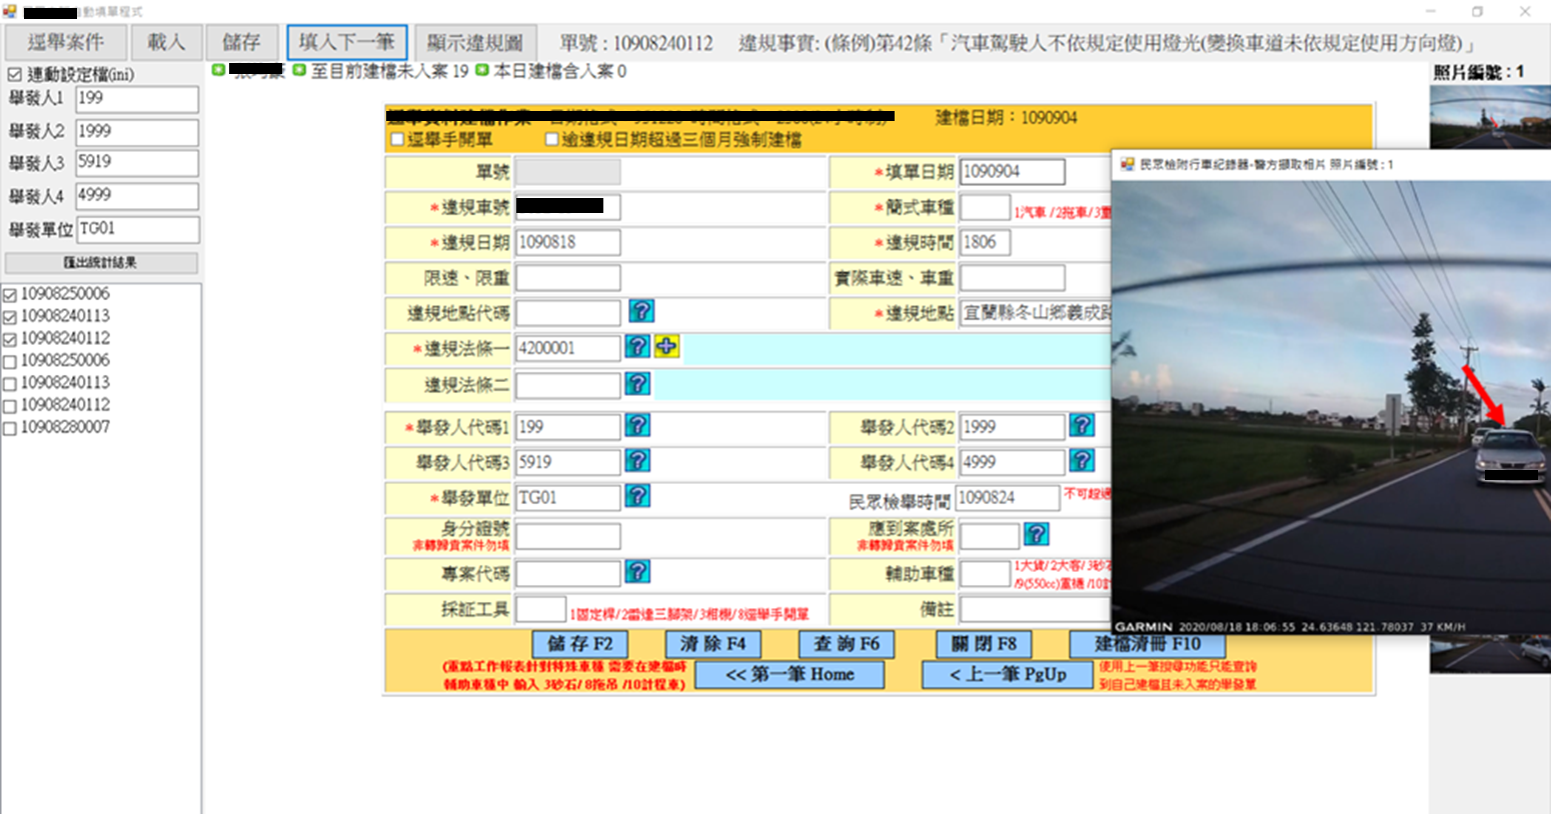 自動填單程式
逕舉案件 載入 儲存 填入下一筆 顯示違規圖 單號：10908240112 違規事實: (條例)第42條「汽車駕駛人不依規定使用燈光(變換車道未依規定使用方向燈)」
連動設定檔(ini)
舉發人1 199
舉發人2 1999
舉發人3 5919
舉發人4 4999
舉發單位 TG01
匯出統計結果
10908250006
10908240113
10908240112
10908250006
10908240113
10908240112
10908280007
至目前建檔未入案 19 本日建檔含入案 0
建檔日期：1090904
逕舉手開單 逾違規日期超過三個月強制建檔
單號 *填單日期 1090904
*違規車號 *簡式車種 1汽車 /2拖車/3重
*違規日期 1090818 *違規時間 1806
限速、限重 實際車速、車重
違規地點代碼 *違規地點 宜蘭縣冬山鄉義成路
*違規法條一 4200001
違規法條二
*舉發人代碼1 199 舉發人代碼2 1999
舉發人代碼3 5919 舉發人代碼4 4999
*舉發單位 TG01 民眾檢舉時間 1090824 不可超過
身分證號 應到案處所
非轉歸責案件勿填 非轉歸責案件勿填
專案代碼 輔助車種 1大貨/2大客/3砂石
/9(550cc)重機 /10計
採証工具 1固定桿/2雷達三腳架/3相機/8逕舉手開單 備註
儲 存 F2 清 除 F4 查 詢 F6 關 閉 F8 建檔清冊 F10
(重點工作報表針對特殊車種 需要在建檔時
輔助車種中 輸入 3砂石/ 8拖吊 /10計程車)
<< 第一筆 Home < 上一筆 PgUp
使用上一筆搜尋功能只能查詢
到自己建檔且未入案的舉發單
照片編號：1
民眾檢附行車紀錄器-警方擷取相片 照片編號：1
GARMIN 2020/08/18 18:06:55 24.63648 121.78037 37 KM/H